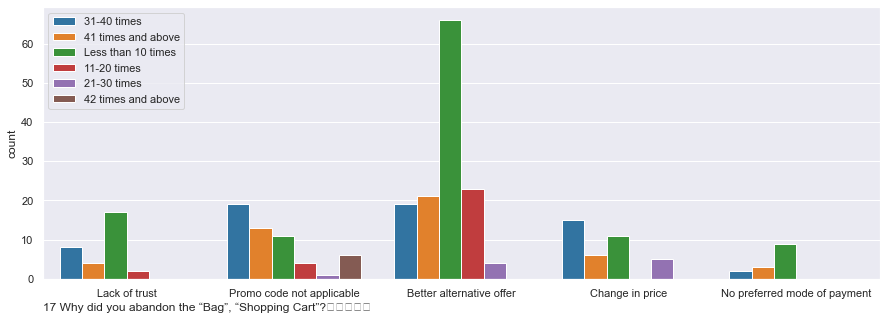 31-40 times
41 times and above
Less than 10 times
11-20 times
21-30 times
42 times and above
count
60
50
40
30
20
10
0
Lack of trust Promo code not applicable Better alternative offer Change in price No preferred mode of payment
17 Why did you abandon the “Bag”, “Shopping Cart”?